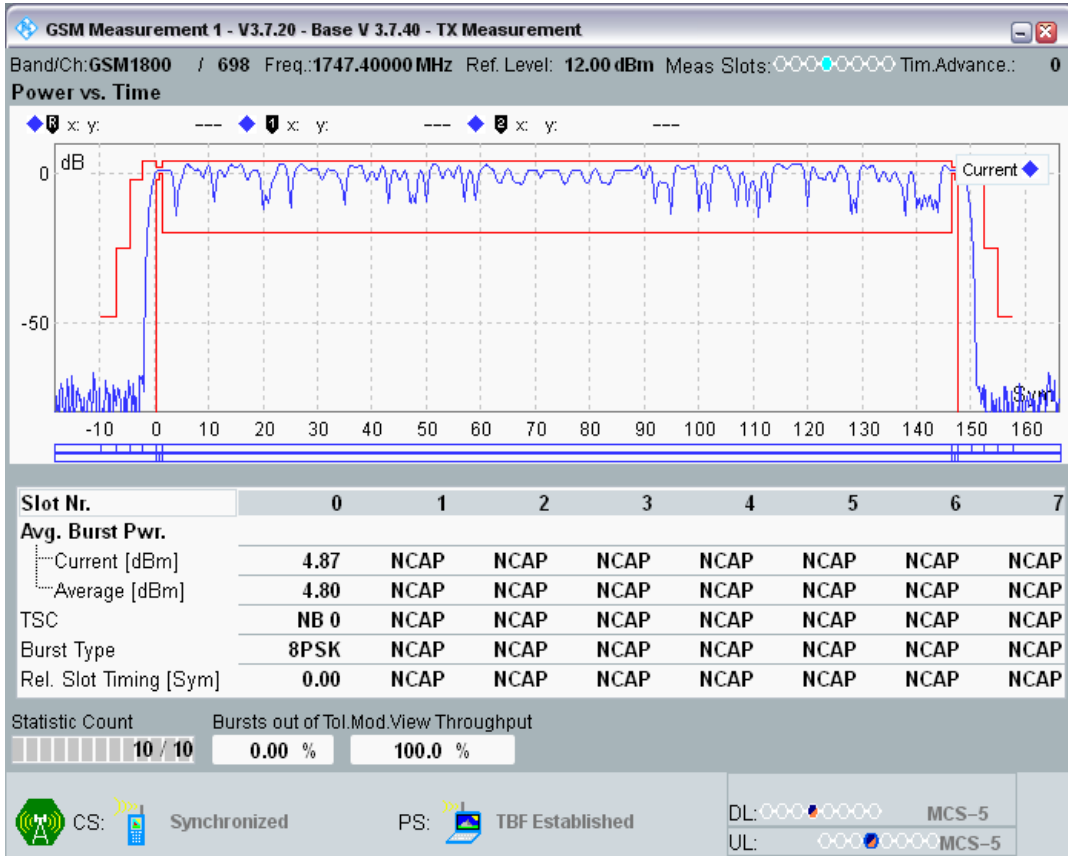 GSM Measurement 1 - V3.7.20 - Base V 3.7.40 - TX Measurement
Band/Ch:GSM1800 / 698 Freq.:1747.40000 MHz Ref. Level: 12.00 dBm Meas Slots: Tim.Advance.: 0
Power vs. Time
R x: y: --- 1 x: y: --- 2 x: y: ---
dB
Current
0
-50
Sym
-10 0 10 20 30 40 50 60 70 80 90 100 110 120 130 140 150 160
Slot Nr. 0 1 2 3 4 5 6 7
Avg. Burst Pwr.
Current [dBm] 4.87 NCAP NCAP NCAP NCAP NCAP NCAP NCAP
Average [dBm] 4.80 NCAP NCAP NCAP NCAP NCAP NCAP NCAP
TSC NB 0 NCAP NCAP NCAP NCAP NCAP NCAP NCAP
Burst Type 8PSK NCAP NCAP NCAP NCAP NCAP NCAP NCAP
Rel. Slot Timing [Sym] 0.00 NCAP NCAP NCAP NCAP NCAP NCAP NCAP
Statistic Count Bursts out of Tol.Mod.View Throughput
10 / 10 0.00 % 100.0 %
CS: Synchronized PS: TBF Established
DL: MCS-5
UL: MCS-5